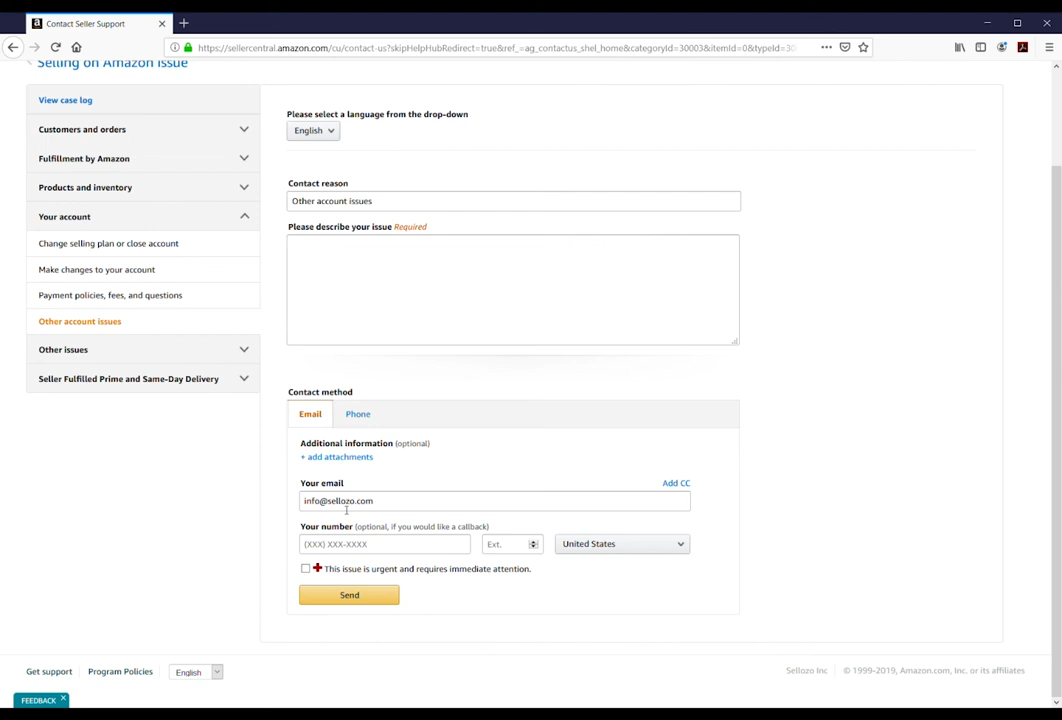 Contact Seller Support
https://sellercentral.amazon.com/cu/contact-us?skipHelpHubRedirect=true&ref_=ag_contactus_shel_home&categoryId=30003&itemId=0&typeId=30
Selling on Amazon issue
View case log
Customers and orders
Fulfillment by Amazon
Products and inventory
Your account
Change selling plan or close account
Make changes to your account
Payment policies, fees, and questions
Other account issues
Other issues
Seller Fulfilled Prime and Same-Day Delivery
Please select a language from the drop-down
English
Contact reason
Other account issues
Please describe your issue Required
Contact method
Email Phone
Additional information (optional)
+ add attachments
Your email Add CC
info@sellozo.com
Your number (optional, if you would like a callback)
(XXX) XXX-XXXX Ext. United States
This issue is urgent and requires immediate attention.
Send
Get support Program Policies English Sellozo Inc © 1999-2019, Amazon.com, Inc. or its affiliates
FEEDBACK